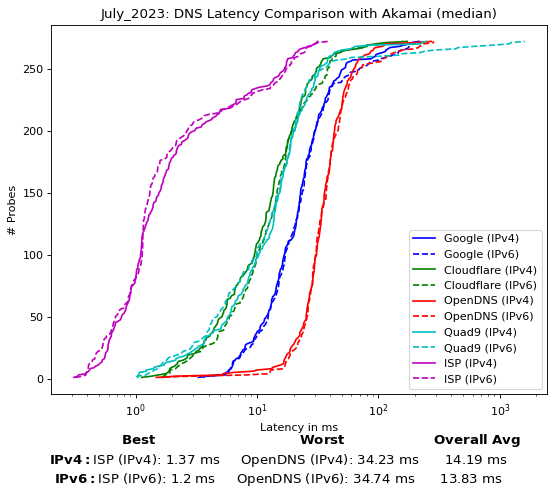 July_2023: DNS Latency Comparison with Akamai (median)
# Probes
250
200
150
100
50
0
Google (IPv4)
Google (IPv6)
Cloudflare (IPv4)
Cloudflare (IPv6)
OpenDNS (IPv4)
OpenDNS (IPv6)
Quad9 (IPv4)
Quad9 (IPv6)
ISP (IPv4)
ISP (IPv6)
10⁰ 10¹ 10² 10³
Latency in ms
Best Worst Overall Avg
IPv4: ISP (IPv4): 1.37 ms OpenDNS (IPv4): 34.23 ms 14.19 ms
IPv6: ISP (IPv6): 1.2 ms OpenDNS (IPv6): 34.74 ms 13.83 ms